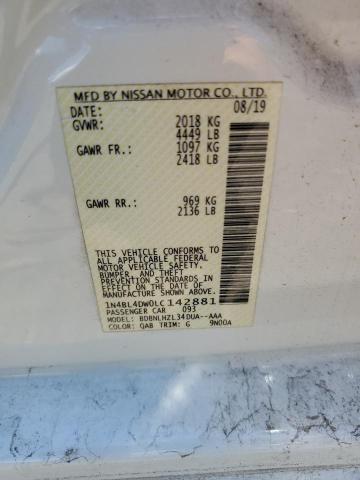 MFD BY NISSAN MOTOR CO., LTD.
DATE: 08/19
GVWR: 2018 KG
4449 LB
GAWR FR.: 1097 KG
2418 LB
GAWR RR.: 969 KG
2136 LB
THIS VEHICLE CONFORMS TO
ALL APPLICABLE FEDERAL
MOTOR VEHICLE SAFETY,
BUMPER, AND THEFT
PREVENTION STANDARDS
IN EFFECT ON THE DATE OF
MANUFACTURE SHOWN ABOVE.
1N4BL4DW0LC142881
PASSENGER CAR 093
MODEL: BDBNLHZL34DUA--AAA
COLOR: QAB TRIM: G 9N00A